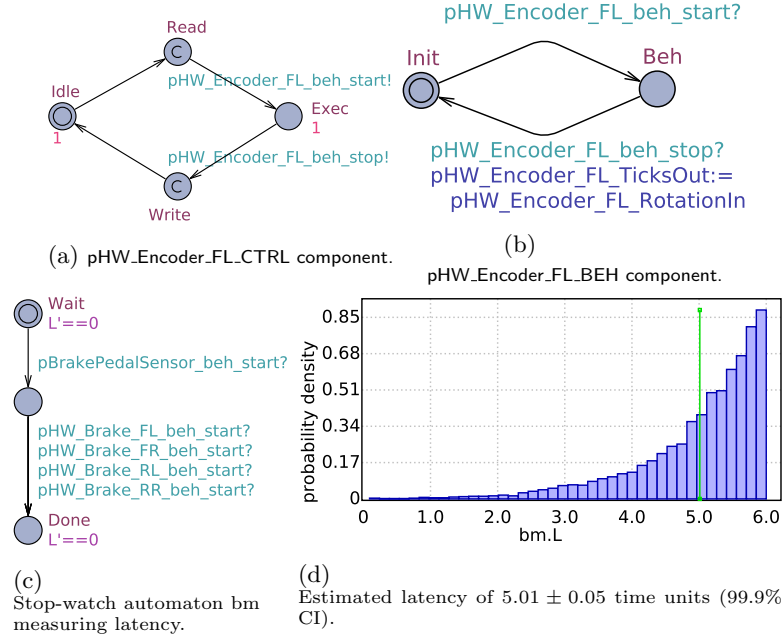 Read
C
pHW_Encoder_FL_beh_start!
Idle
1
Exec
1
pHW_Encoder_FL_beh_stop!
C
Write
(a) pHW_Encoder_FL_CTRL component.
pHW_Encoder_FL_beh_start?
Init
Beh
pHW_Encoder_FL_beh_stop?
pHW_Encoder_FL_TicksOut:=
pHW_Encoder_FL_RotationIn
(b)
pHW_Encoder_FL_BEH component.
Wait
L'==0
pBrakePedalSensor_beh_start?
pHW_Brake_FL_beh_start?
pHW_Brake_FR_beh_start?
pHW_Brake_RL_beh_start?
pHW_Brake_RR_beh_start?
Done
L'==0
(c)
Stop-watch automaton bm
measuring latency.
probability density
0.85
0.68
0.51
0.34
0.17
0
0 1.0 2.0 3.0 4.0 5.0 6.0
bm.L
(d)
Estimated latency of 5.01 ± 0.05 time units (99.9%
CI).